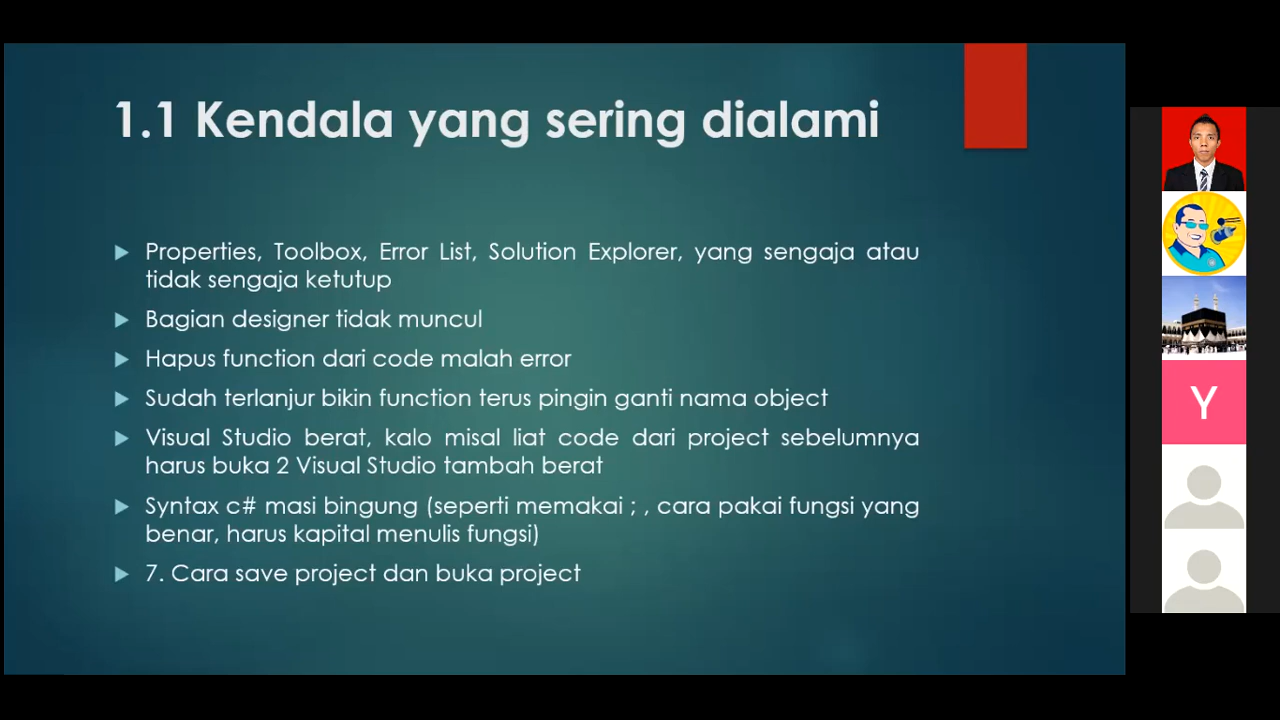 1.1 Kendala yang sering dialami
Properties, Toolbox, Error List, Solution Explorer, yang sengaja atau
tidak sengaja ketutup
Bagian designer tidak muncul
Hapus function dari code malah error
Sudah terlanjur bikin function terus pingin ganti nama object
Visual Studio berat, kalo misal liat code dari project sebelumnya
harus buka 2 Visual Studio tambah berat
Syntax c# masi bingung (seperti memakai ; , cara pakai fungsi yang
benar, harus kapital menulis fungsi)
7. Cara save project dan buka project
Y